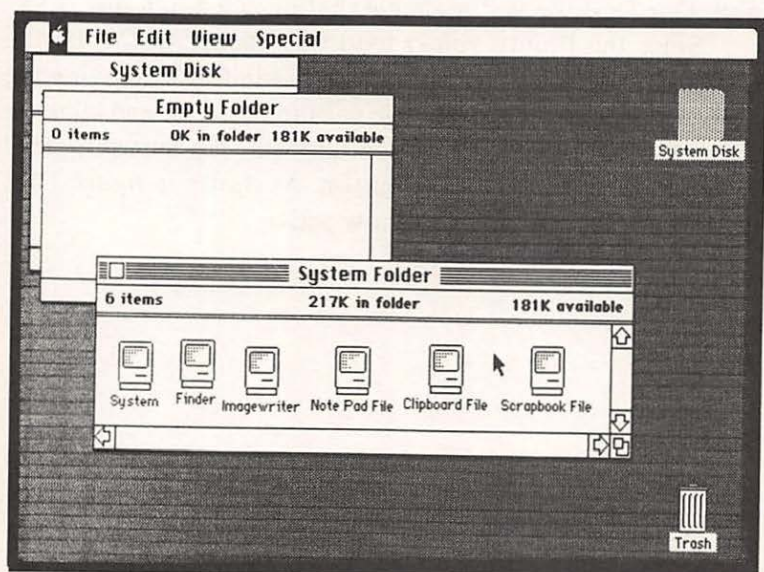 File Edit View Special
System Disk
Empty Folder
0 items 0K in folder 181K available
System Disk
System Folder
6 items 217K in folder 181K available
System Finder Imagewriter Note Pad File Clipboard File Scrapbook File
Trash